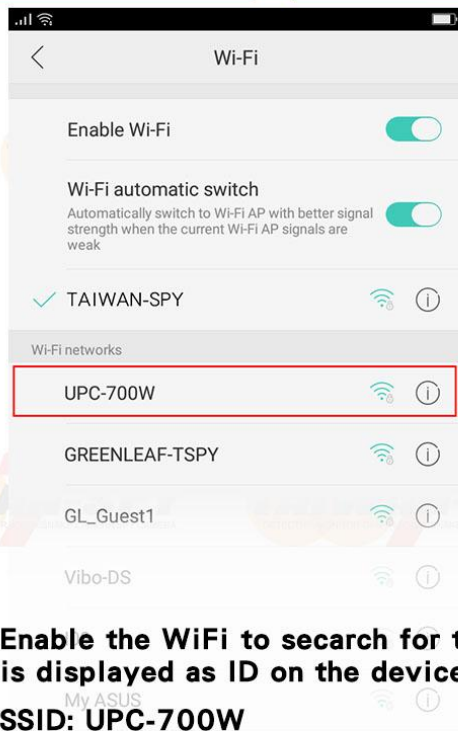 Wi-Fi
Enable Wi-Fi
Wi-Fi automatic switch
Automatically switch to Wi-Fi AP with better signal
strength when the current Wi-Fi AP signals are
weak
TAIWAN-SPY
Wi-Fi networks
UPC-700W
GREENLEAF-TSPY
GL_Guest1
Vibo-DS
Enable the WiFi to secarch for t
is displayed as ID on the device
My ASUS
SSID: UPC-700W